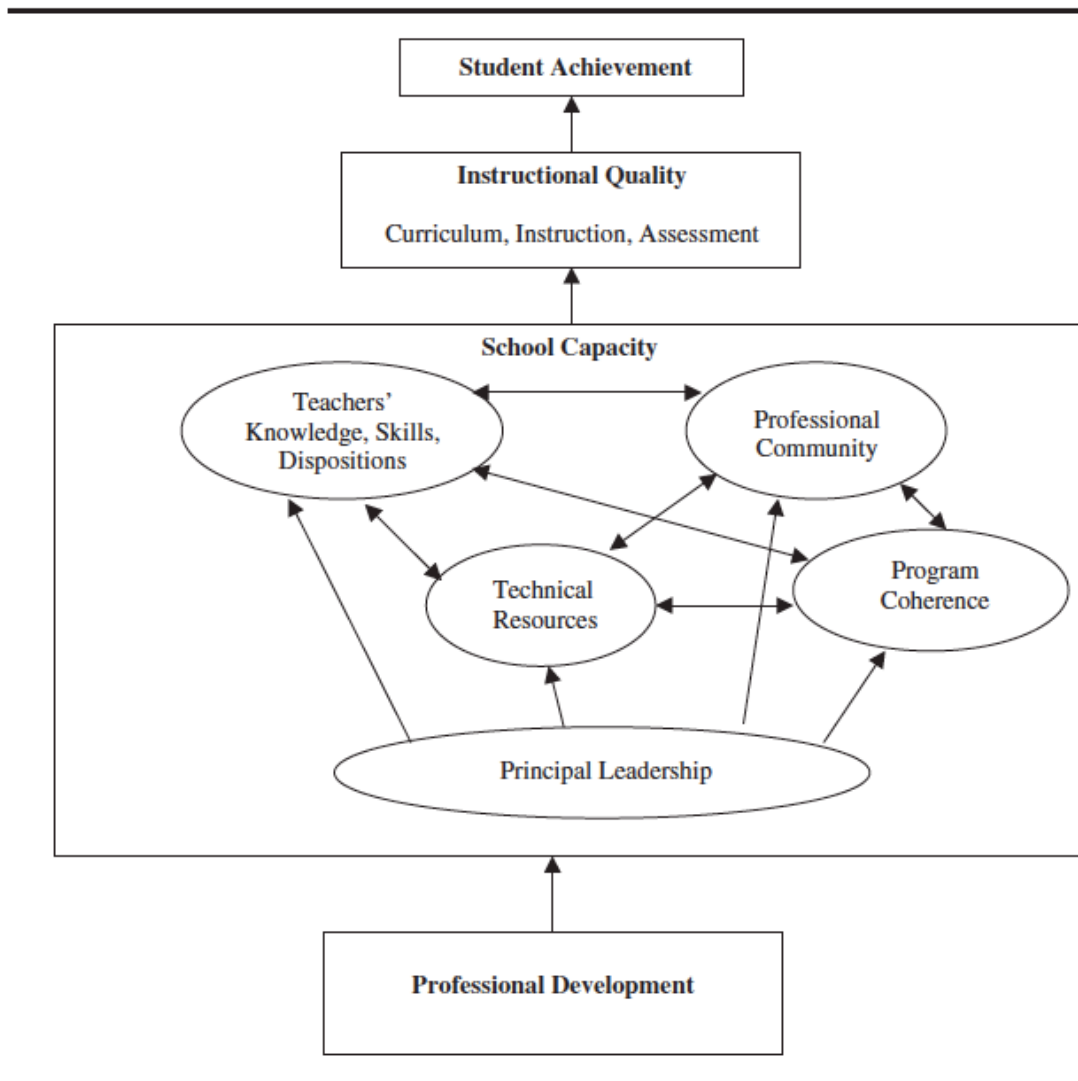 Student Achievement
Instructional Quality
Curriculum, Instruction, Assessment
School Capacity
Teachers’
Knowledge, Skills,
Dispositions
Professional
Community
Technical
Resources
Program
Coherence
Principal Leadership
Professional Development